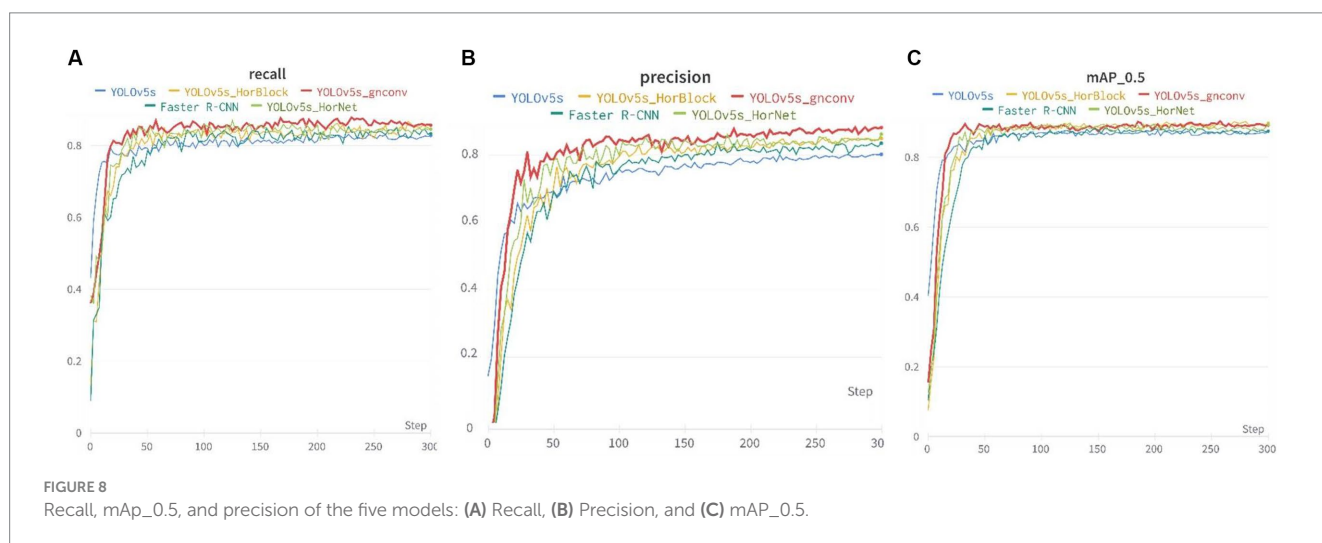 A
recall
YOLOv5s YOLOv5s_HorBlock YOLOv5s_gnconv
Faster R-CNN YOLOv5s_HorNet
0.8
0.6
0.4
0.2
0
Step
0 50 100 150 200 250 300
B
precision
YOLOv5s YOLOv5s_HorBlock YOLOv5s_gnconv
Faster R-CNN YOLOv5s_HorNet
0.8
0.6
0.4
0.2
0
Step
0 50 100 150 200 250 30
C
mAP_0.5
YOLOv5s YOLOv5s_HorBlock YOLOv5s_gnconv
Faster R-CNN YOLOv5s_HorNet
0.8
0.6
0.4
0.2
0
Step
0 50 100 150 200 250 300
FIGURE 8
Recall, mAp_0.5, and precision of the five models: (A) Recall, (B) Precision, and (C) mAP_0.5.